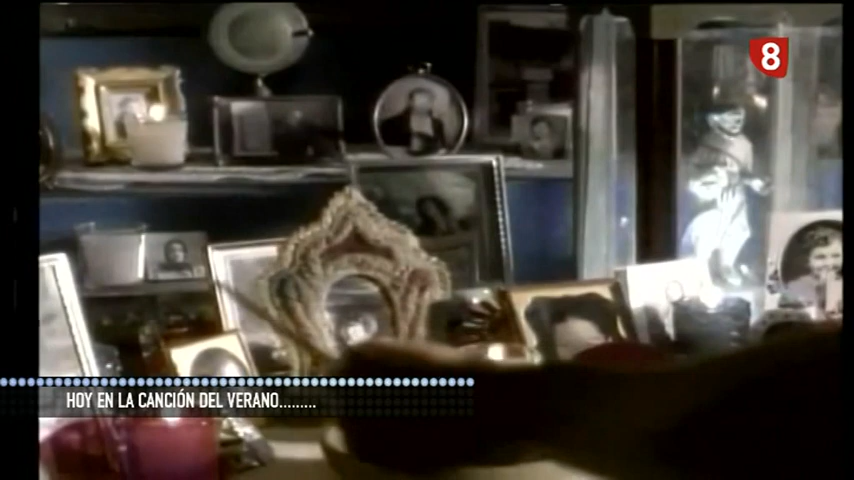 8
HOY EN LA CANCIÓN DEL VERANO.........